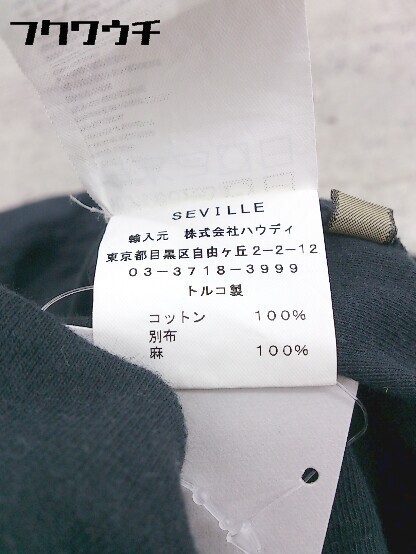 フクワウチ
SEVILLE
輸入元 株式会社ハウディ
東京都目黒区自由ヶ丘2-2-12
03-3718-3999
トルコ製
コットン 100%
別布
麻 100%